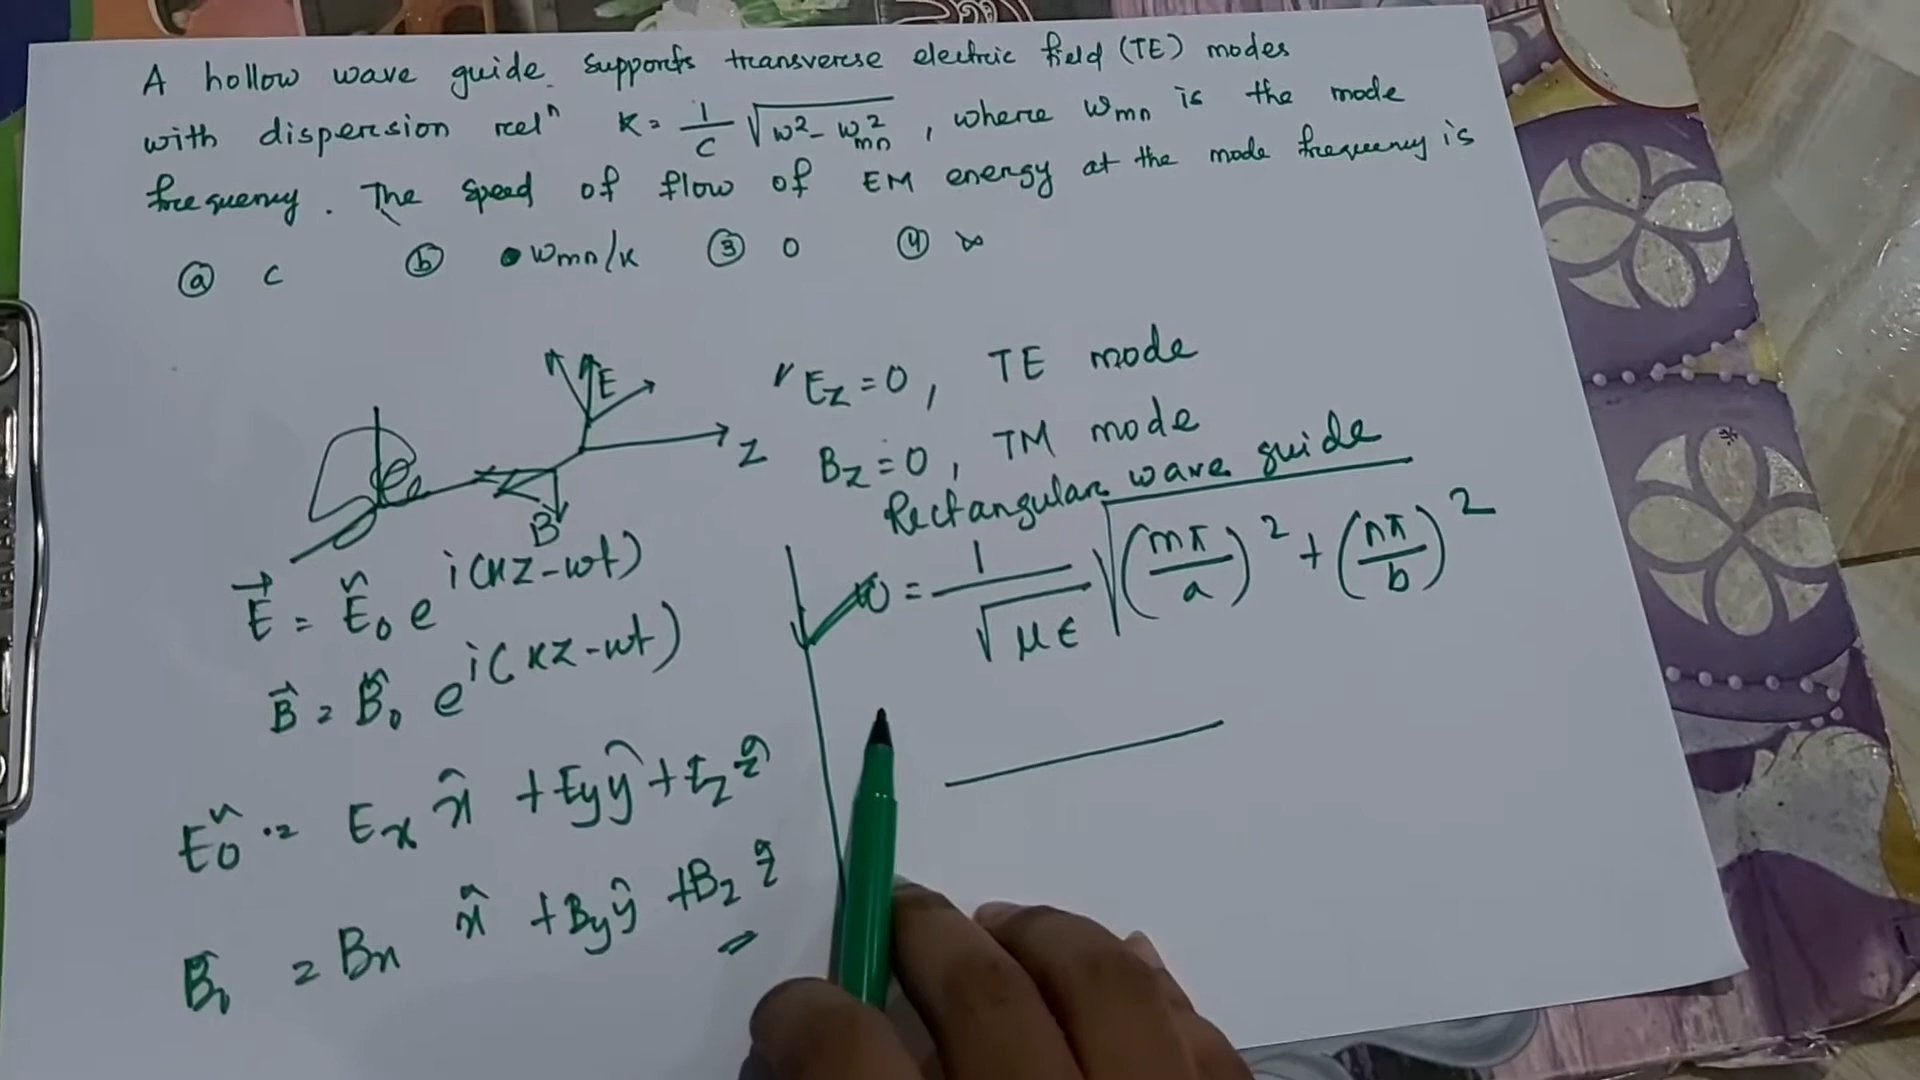 A hollow wave guide supports transverse electric field (TE) modes
with dispersion relⁿ K = 1/c √(ω² - ω²mn) , where ωmn is the mode
frequency . The speed of flow of EM energy at the mode frequency is
ⓐ c ⓑ ωmn/k ③ 0 ④ ∞
E
Z
B
Ez = 0 , TE mode
Bz = 0 , TM mode
Rectangular wave guide
ω = 1/√(μϵ) √((mπ/a)² + (nπ/b)²)
E⃗ = Ẽ₀ e^i(kz-ωt)
B⃗ = B̃₀ e^i(kz-ωt)
Ẽ₀ = Ex x̂ + Ey ŷ + Ez ẑ
B̃₀ = Bx x̂ + By ŷ + Bz ẑ